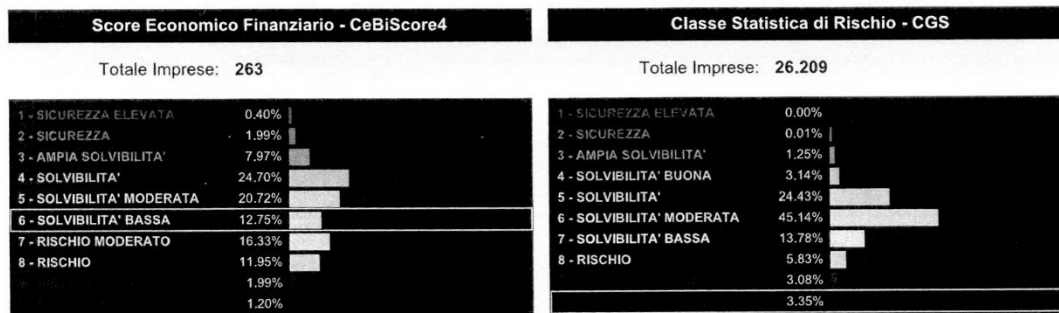 Score Economico Finanziario - CeBiScore4
Totale Imprese: 263
1 - SICUREZZA ELEVATA 0.40%
2 - SICUREZZA 1.99%
3 - AMPIA SOLVIBILITA' 7.97%
4 - SOLVIBILITA' 24.70%
5 - SOLVIBILITA' MODERATA 20.72%
6 - SOLVIBILITA' BASSA 12.75%
7 - RISCHIO MODERATO 16.33%
8 - RISCHIO 11.95%
1.99%
1.20%
Classe Statistica di Rischio - CGS
Totale Imprese: 26.209
1 - SICUREZZA ELEVATA 0.00%
2 - SICUREZZA 0.01%
3 - AMPIA SOLVIBILITA' 1.25%
4 - SOLVIBILITA' BUONA 3.14%
5 - SOLVIBILITA' 24.43%
6 - SOLVIBILITA' MODERATA 45.14%
7 - SOLVIBILITA' BASSA 13.78%
8 - RISCHIO 5.83%
3.08%
3.35%